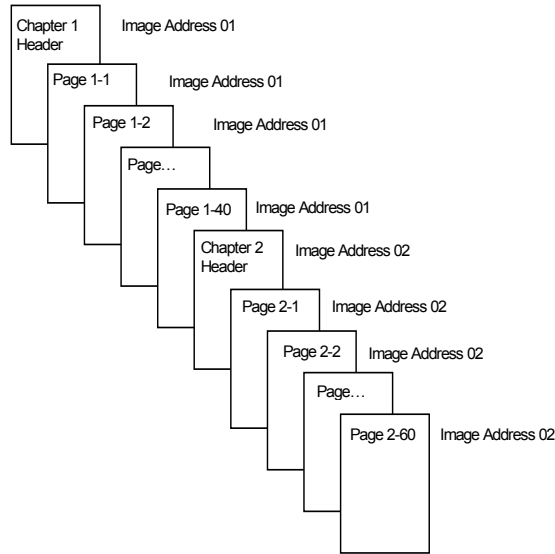 Chapter 1
Header
Image Address 01
Page 1-1
Image Address 01
Page 1-2
Image Address 01
Page…
Page 1-40
Image Address 01
Chapter 2
Header
Image Address 02
Page 2-1
Image Address 02
Page 2-2
Image Address 02
Page…
Page 2-60
Image Address 02